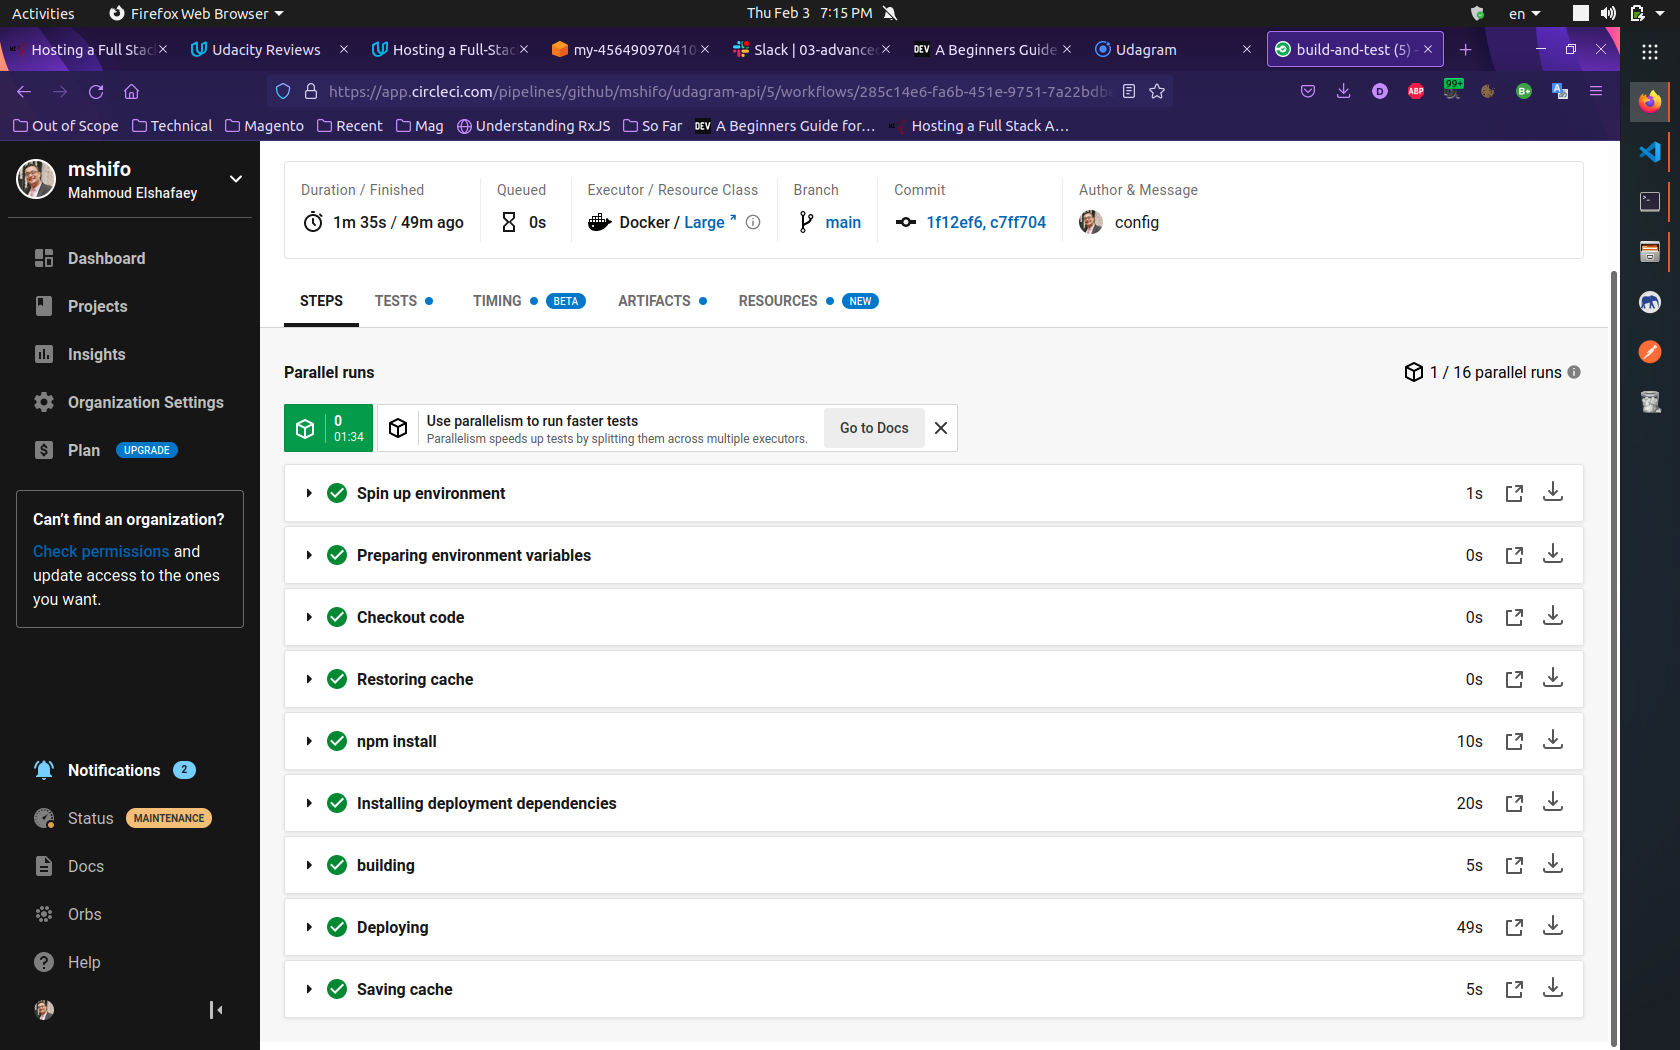 Activities
Firefox Web Browser
Thu Feb 3 7:15 PM
en
Hosting a Full Stac
Udacity Reviews
Hosting a Full-Stac
my-456490970410
Slack | 03-advanced
DEV A Beginners Guide
Udagram
build-and-test (5) -
https://app.circleci.com/pipelines/github/mshifo/udagram-api/5/workflows/285c14e6-fa6b-451e-9751-7a22bdb
D
ABP
99+
B+
Out of Scope
Technical
Magento
Recent
Mag
Understanding RxJS
So Far
DEV A Beginners Guide for...
Hosting a Full Stack A...
mshifo
Mahmoud Elshafaey
Dashboard
Projects
Insights
Organization Settings
Plan
UPGRADE
Can't find an organization?
Check permissions and
update access to the ones
you want.
Notifications 2
Status MAINTENANCE
Docs
Orbs
Help
Duration / Finished
1m 35s / 49m ago
Queued
0s
Executor / Resource Class
Docker / Large
Branch
main
Commit
1f12ef6, c7ff704
Author & Message
config
STEPS
TESTS
TIMING BETA
ARTIFACTS
RESOURCES NEW
Parallel runs
1 / 16 parallel runs
0
01:34
Use parallelism to run faster tests
Parallelism speeds up tests by splitting them across multiple executors.
Go to Docs
Spin up environment 1s
Preparing environment variables 0s
Checkout code 0s
Restoring cache 0s
npm install 10s
Installing deployment dependencies 20s
building 5s
Deploying 49s
Saving cache 5s